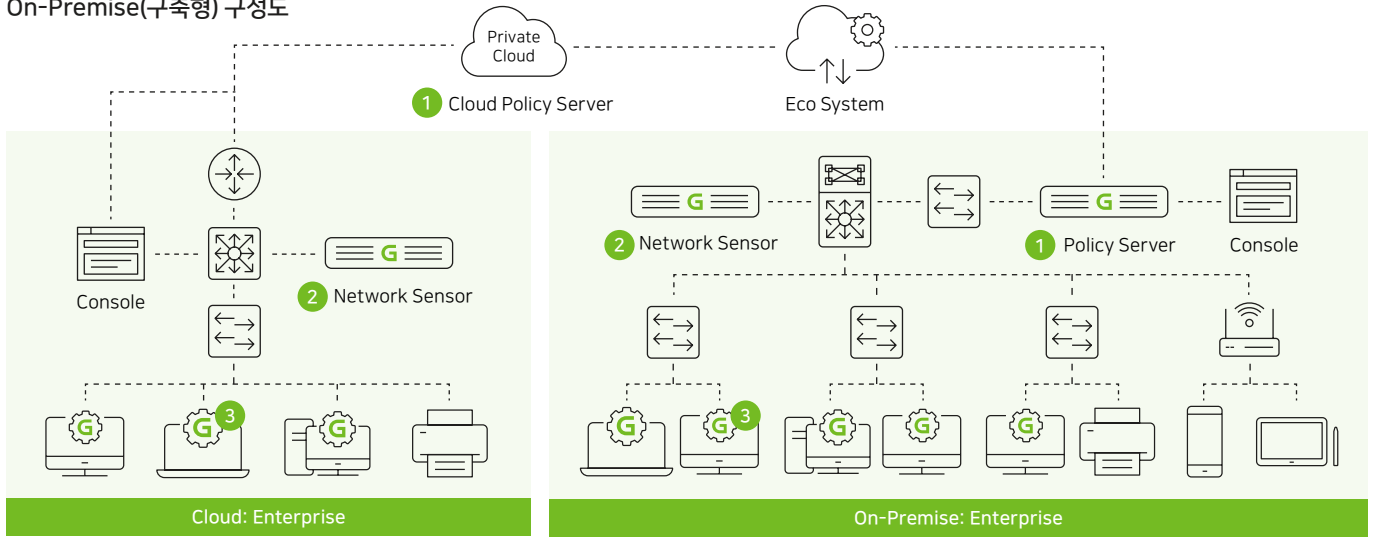 On-Premise(구축형) 구성도
Private
Cloud
1 Cloud Policy Server
Eco System
G
2 Network Sensor
G
1 Policy Server
Console
Console
G
2 Network Sensor
G
G
3
G
G
G
3
G
G
G
Cloud: Enterprise
On-Premise: Enterprise